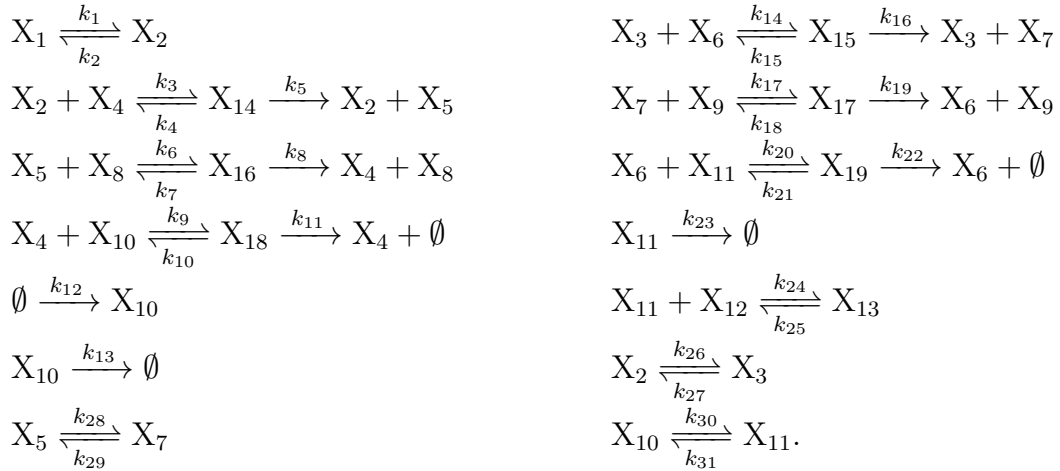 X₁ ⇌[k₁][k₂] X₂
X₂ + X₄ ⇌[k₃][k₄] X₁₄ →[k₅] X₂ + X₅
X₅ + X₈ ⇌[k₆][k₇] X₁₆ →[k₈] X₄ + X₈
X₄ + X₁₀ ⇌[k₉][k₁₀] X₁₈ →[k₁₁] X₄ + ∅
∅ →[k₁₂] X₁₀
X₁₀ →[k₁₃] ∅
X₅ ⇌[k₂₈][k₂₉] X₇
X₃ + X₆ ⇌[k₁₄][k₁₅] X₁₅ →[k₁₆] X₃ + X₇
X₇ + X₉ ⇌[k₁₇][k₁₈] X₁₇ →[k₁₉] X₆ + X₉
X₆ + X₁₁ ⇌[k₂₀][k₂₁] X₁₉ →[k₂₂] X₆ + ∅
X₁₁ →[k₂₃] ∅
X₁₁ + X₁₂ ⇌[k₂₄][k₂₅] X₁₃
X₂ ⇌[k₂₆][k₂₇] X₃
X₁₀ ⇌[k₃₀][k₃₁] X₁₁.